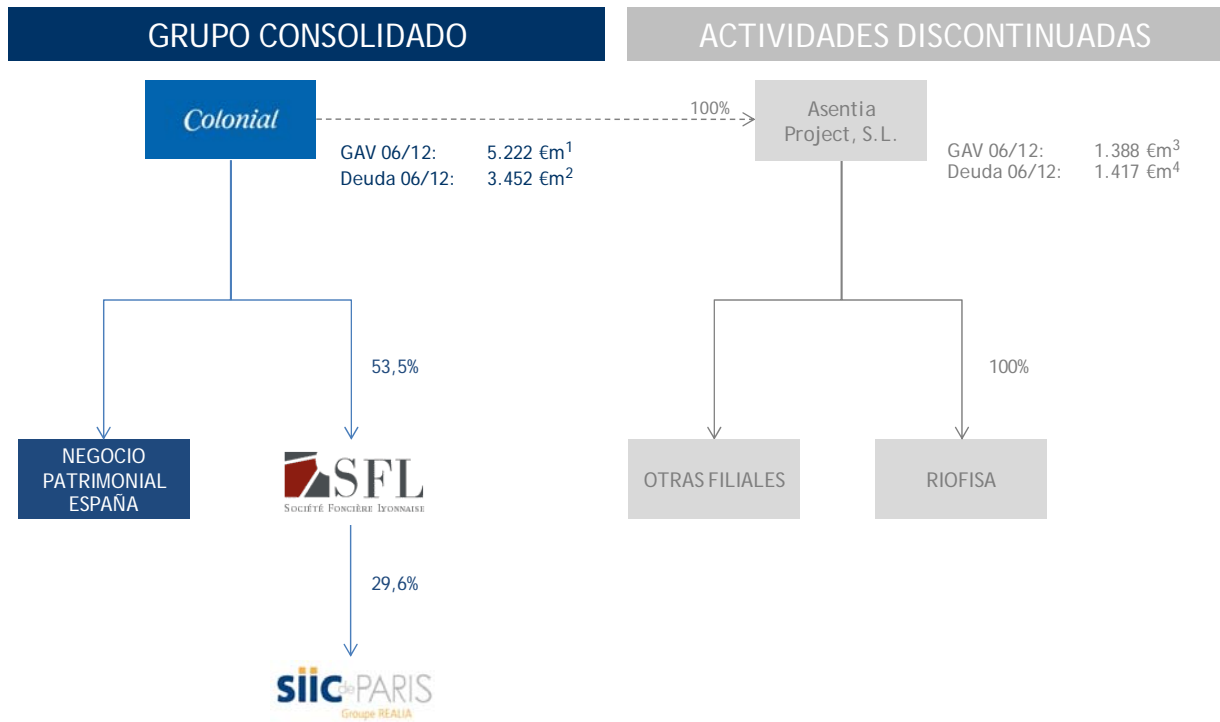 GRUPO CONSOLIDADO
ACTIVIDADES DISCONTINUADAS
Colonial
100%
Asentia
Project, S.L.
GAV 06/12: 5.222 €m1
Deuda 06/12: 3.452 €m2
GAV 06/12: 1.388 €m3
Deuda 06/12: 1.417 €m4
53,5%
100%
NEGOCIO
PATRIMONIAL
ESPAÑA
SFL
SOCIÉTÉ FONCIÈRE LYONNAISE
OTRAS FILIALES
RIOFISA
29,6%
siic de PARIS
Groupe REALIA